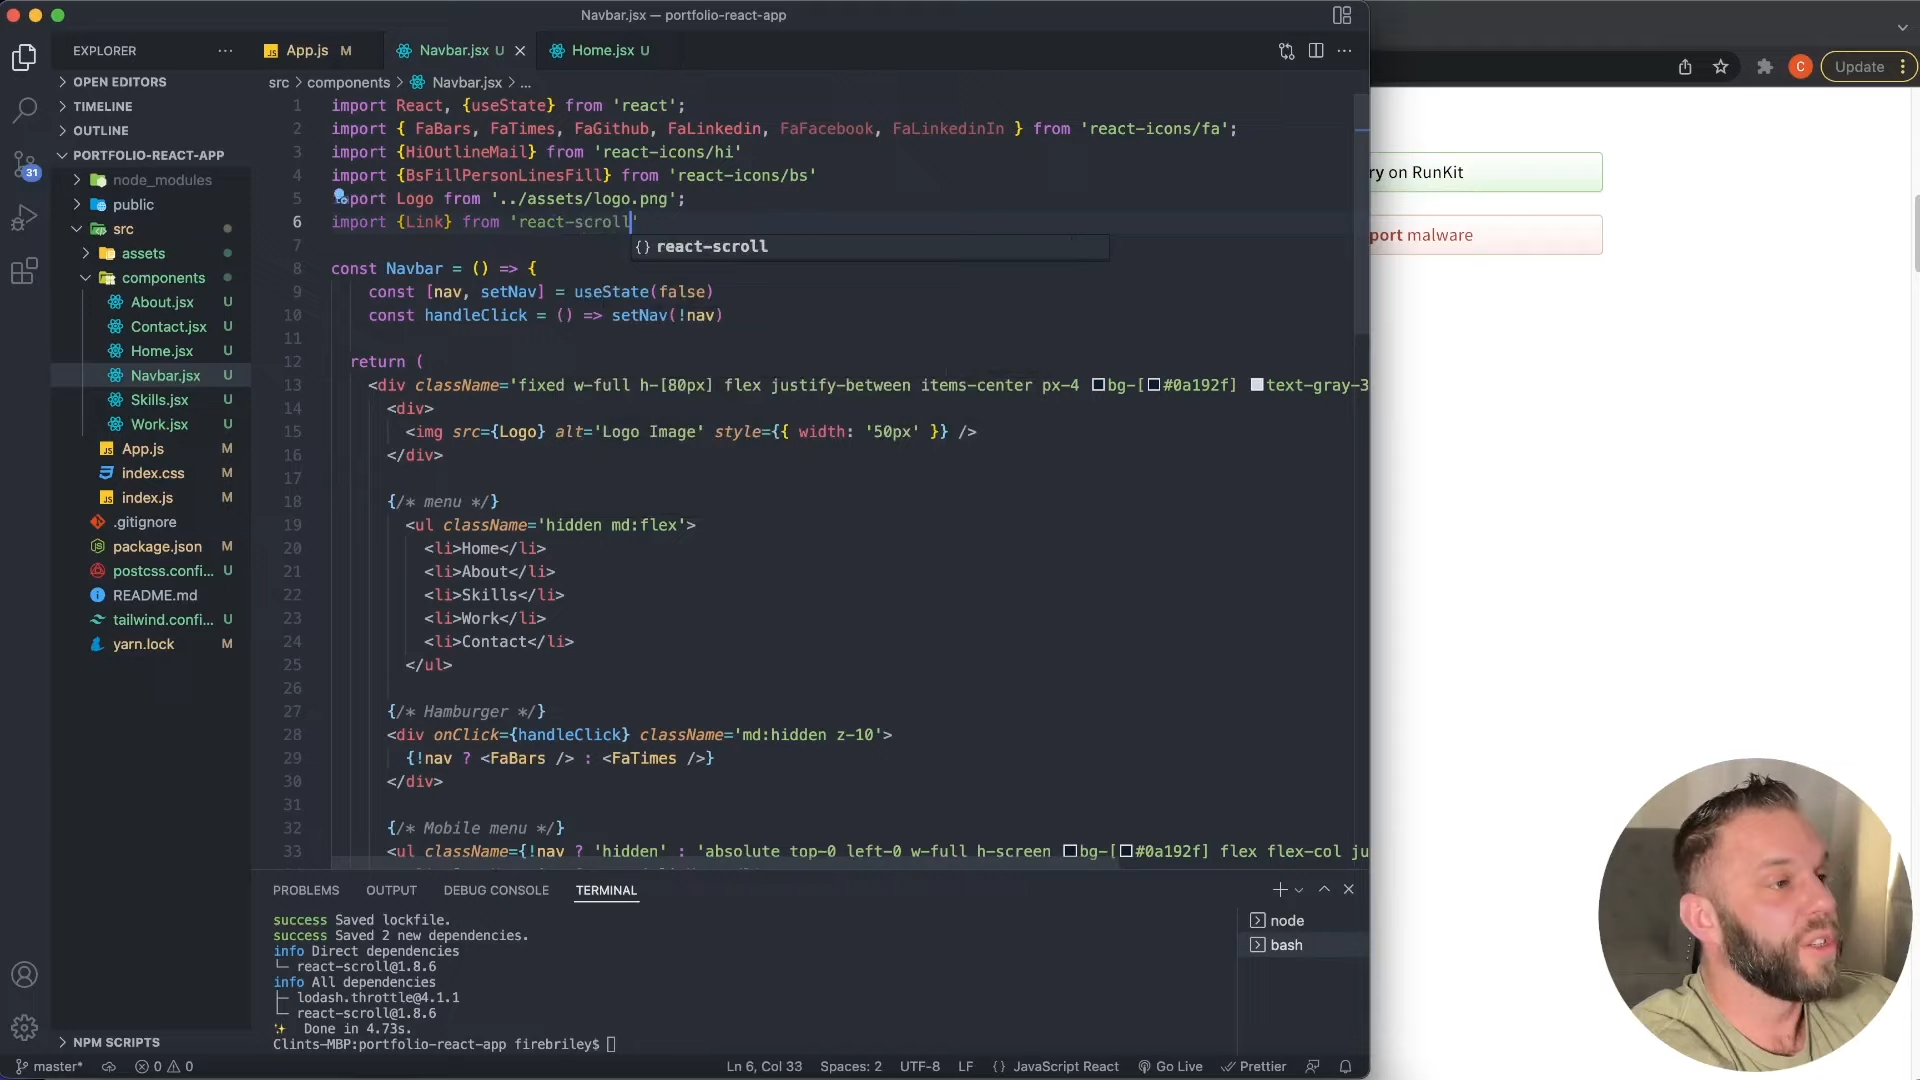 Navbar.jsx — portfolio-react-app
EXPLORER
App.js M
Navbar.jsx U
Home.jsx U
C
Update
OPEN EDITORS
TIMELINE
OUTLINE
PORTFOLIO-REACT-APP
31
node_modules
public
src
assets
components
About.jsx U
Contact.jsx U
Home.jsx U
Navbar.jsx U
Skills.jsx U
Work.jsx U
App.js M
index.css M
index.js M
.gitignore
package.json M
postcss.confi... U
README.md
tailwind.confi... U
yarn.lock M
NPM SCRIPTS
src > components > Navbar.jsx > ...
1 import React, {useState} from 'react';
2 import { FaBars, FaTimes, FaGithub, FaLinkedin, FaFacebook, FaLinkedinIn } from 'react-icons/fa';
3 import {HiOutlineMail} from 'react-icons/hi'
4 import {BsFillPersonLinesFill} from 'react-icons/bs'
5 import Logo from '../assets/logo.png';
6 import {Link} from 'react-scroll'
{} react-scroll
7
8 const Navbar = () => {
9 const [nav, setNav] = useState(false)
10 const handleClick = () => setNav(!nav)
11
12 return (
13 <div className='fixed w-full h-[80px] flex justify-between items-center px-4 bg-[#0a192f] text-gray-3
14 <div>
15 <img src={Logo} alt='Logo Image' style={{ width: '50px' }} />
16 </div>
17
18 {/* menu */}
19 <ul className='hidden md:flex'>
20 <li>Home</li>
21 <li>About</li>
22 <li>Skills</li>
23 <li>Work</li>
24 <li>Contact</li>
25 </ul>
26
27 {/* Hamburger */}
28 <div onClick={handleClick} className='md:hidden z-10'>
29 {!nav ? <FaBars /> : <FaTimes />}
30 </div>
31
32 {/* Mobile menu */}
33 <ul className={!nav ? 'hidden' : 'absolute top-0 left-0 w-full h-screen bg-[#0a192f] flex flex-col ju
PROBLEMS OUTPUT DEBUG CONSOLE TERMINAL
success Saved lockfile.
success Saved 2 new dependencies.
info Direct dependencies
└─ react-scroll@1.8.6
info All dependencies
├─ lodash.throttle@4.1.1
└─ react-scroll@1.8.6
✨ Done in 4.73s.
Clints-MBP:portfolio-react-app firebriley$
node
bash
master* 0 0
Ln 6, Col 33 Spaces: 2 UTF-8 LF {} JavaScript React Go Live Prettier
ry on RunKit
port malware